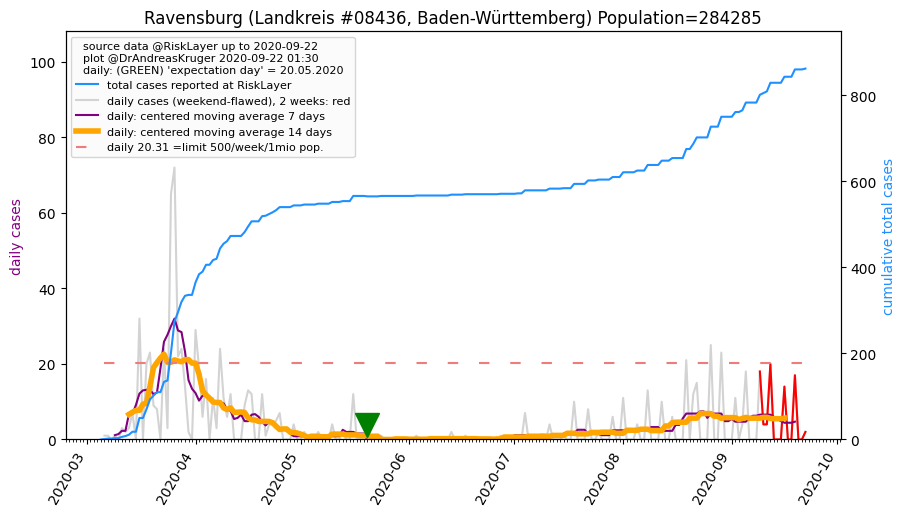 Ravensburg (Landkreis #08436, Baden-Württemberg) Population=284285
source data @RiskLayer up to 2020-09-22
plot @DrAndreasKruger 2020-09-22 01:30
daily: (GREEN) 'expectation day' = 20.05.2020
total cases reported at RiskLayer
daily cases (weekend-flawed), 2 weeks: red
daily: centered moving average 7 days
daily: centered moving average 14 days
daily 20.31 =limit 500/week/1mio pop.
daily cases
100
80
60
40
20
0
cumulative total cases
800
600
400
200
0
2020-03
2020-04
2020-05
2020-06
2020-07
2020-08
2020-09
2020-10